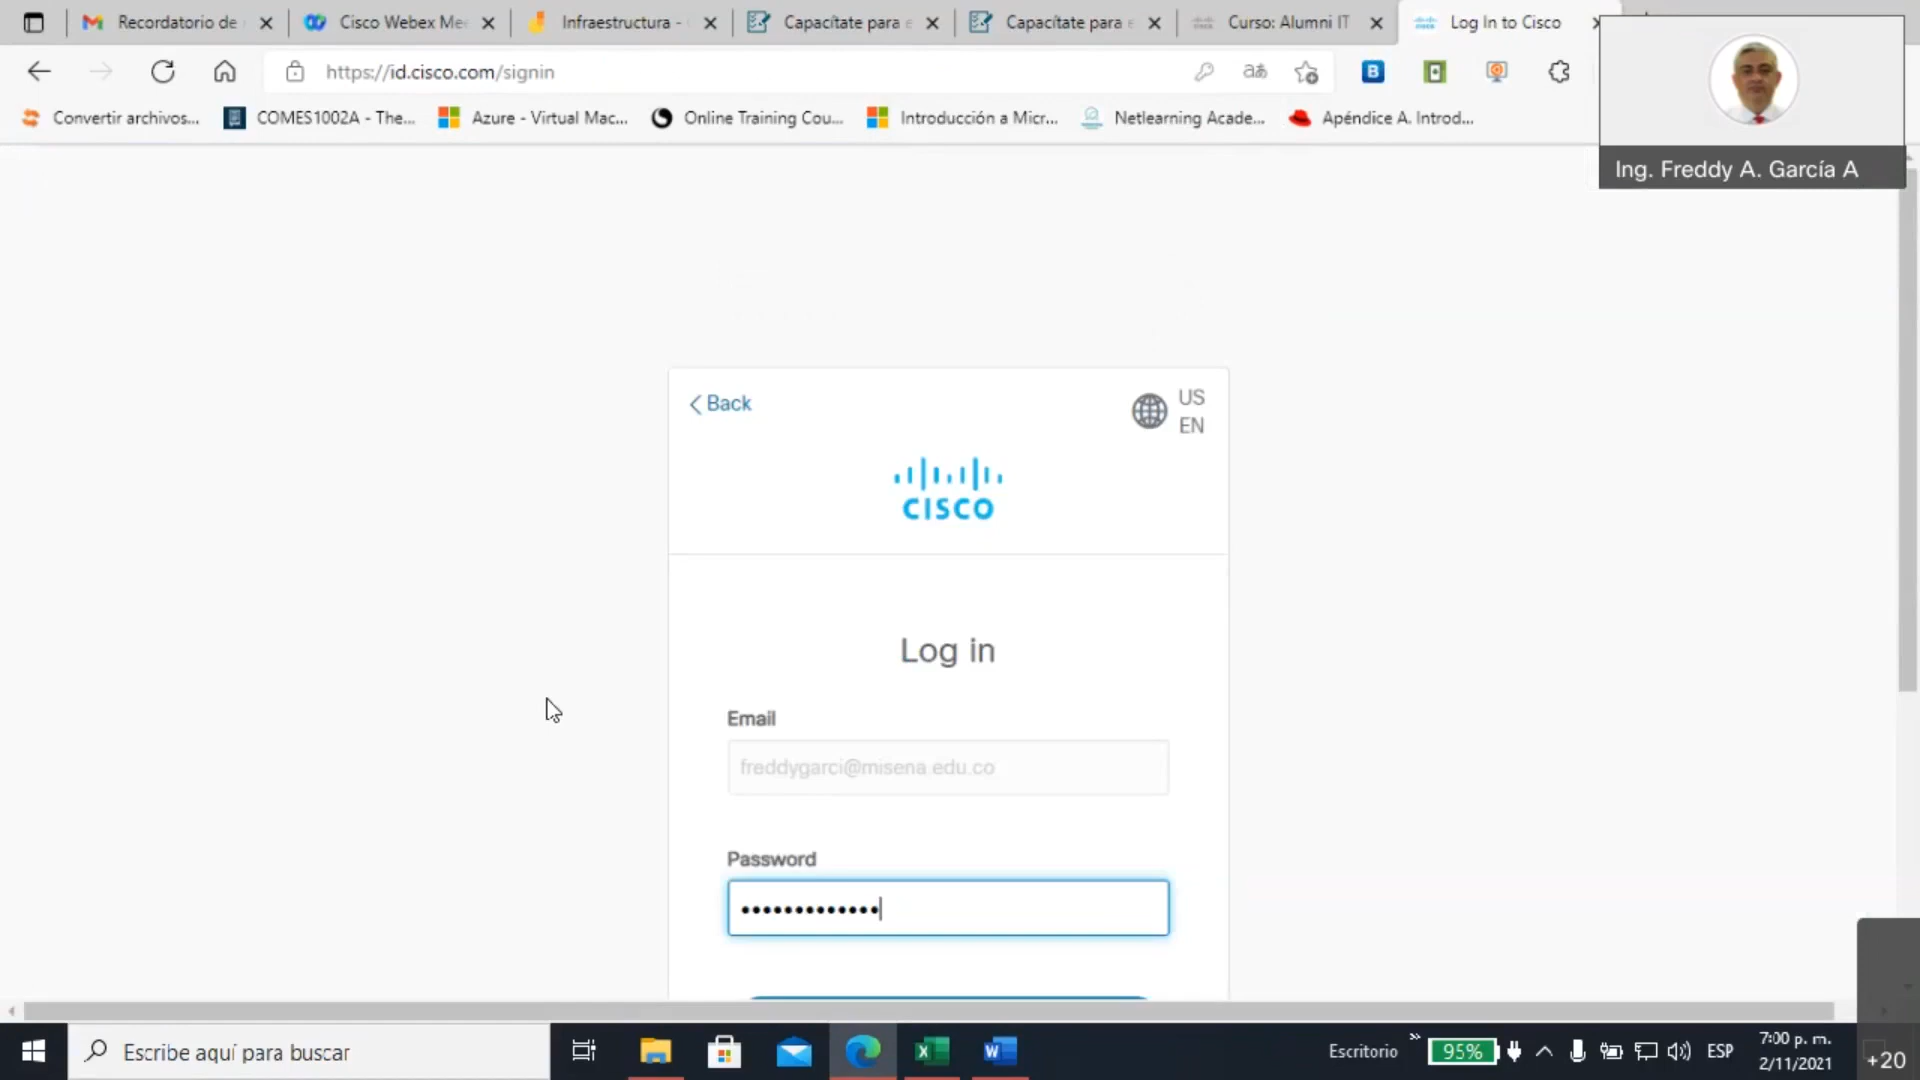 Recordatorio de
Cisco Webex Me
Infraestructura -
Capacítate para e
Capacítate para e
Curso: Alumni IT
Log In to Cisco
https://id.cisco.com/signin
aあ
B
Convertir archivos...
COMES1002A - The...
Azure - Virtual Mac...
Online Training Cou...
Introducción a Micr...
Netlearning Acade...
Apéndice A. Introd...
Ing. Freddy A. García A
Back
US
EN
CISCO
Log in
Email
freddygarci@misena.edu.co
Password
Escribe aquí para buscar
Escritorio
95%
ESP
7:00 p. m.
2/11/2021
+20